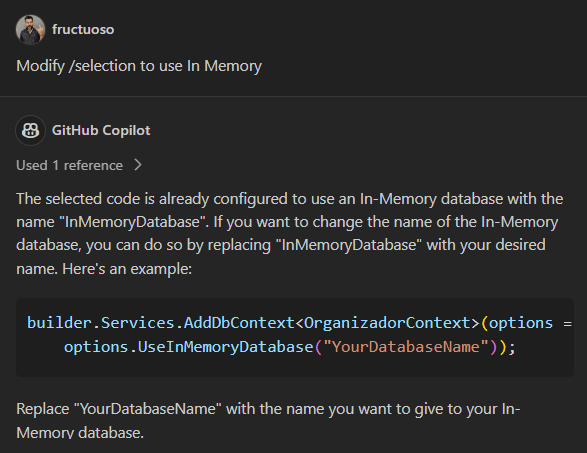 fructuoso
Modify /selection to use In Memory
GitHub Copilot
Used 1 reference
The selected code is already configured to use an In-Memory database with the
name "InMemoryDatabase". If you want to change the name of the In-Memory
database, you can do so by replacing "InMemoryDatabase" with your desired
name. Here's an example:
builder.Services.AddDbContext<OrganizadorContext>(options =
options.UseInMemoryDatabase("YourDatabaseName"));
Replace "YourDatabaseName" with the name you want to give to your In-
Memory database.